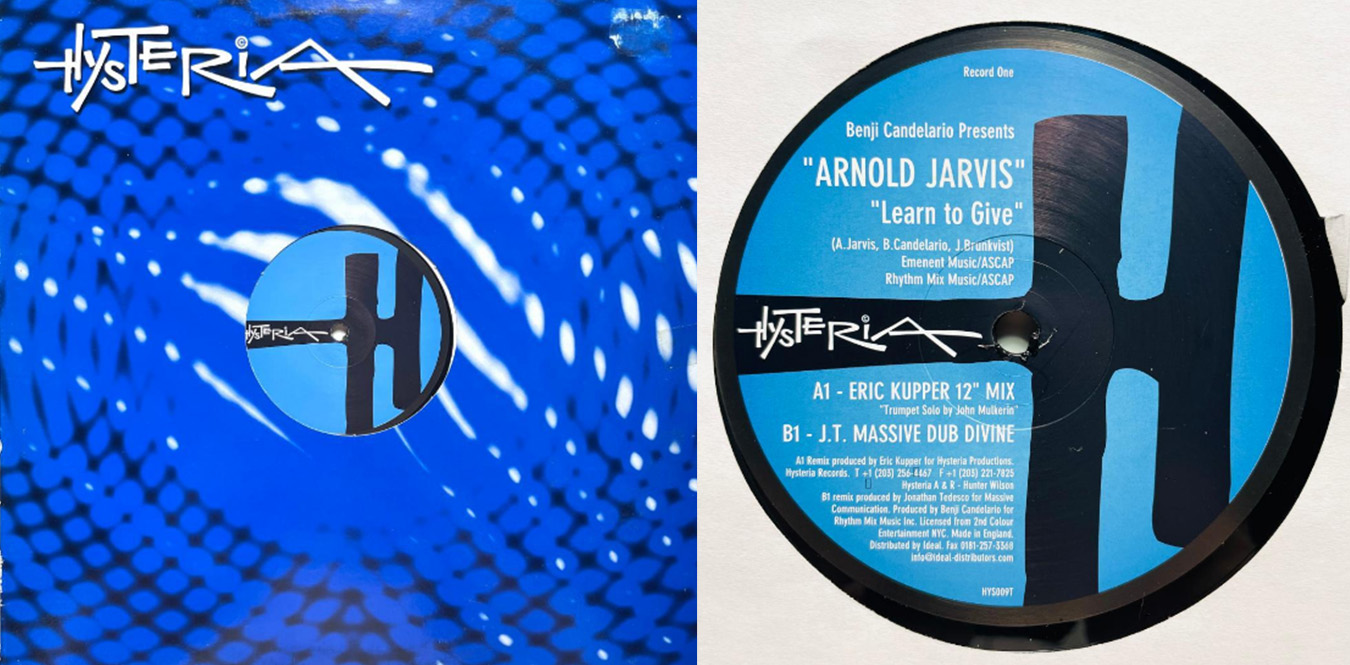 HYSTERIA
©
HYSTERIA
Record One
Benji Candelario Presents
"ARNOLD JARVIS"
"Learn to Give"
(A.Jarvis, B.Candelario, J.Brunkvist)
Emenent Music/ASCAP
Rhythm Mix Music/ASCAP
HYSTERIA
©
A1 - ERIC KUPPER 12" MIX
"Trumpet Solo by John Mulkerin"
B1 - J.T. MASSIVE DUB DIVINE
A1 Remix produced by Eric Kupper for Hysteria Productions.
Hysteria Records. T +1 (203) 256-4467 F +1 (203) 221-7825
Hysteria A & R - Hunter Wilson
B1 remix produced by Jonathan Tedesco for Massive
Communication. Produced by Benji Candelario for
Rhythm Mix Music Inc. Licensed from 2nd Colour
Entertainment NYC. Made in England.
Distributed by Ideal. Fax 0181-257-3360
info@ideal-distributors.com
HYS009T